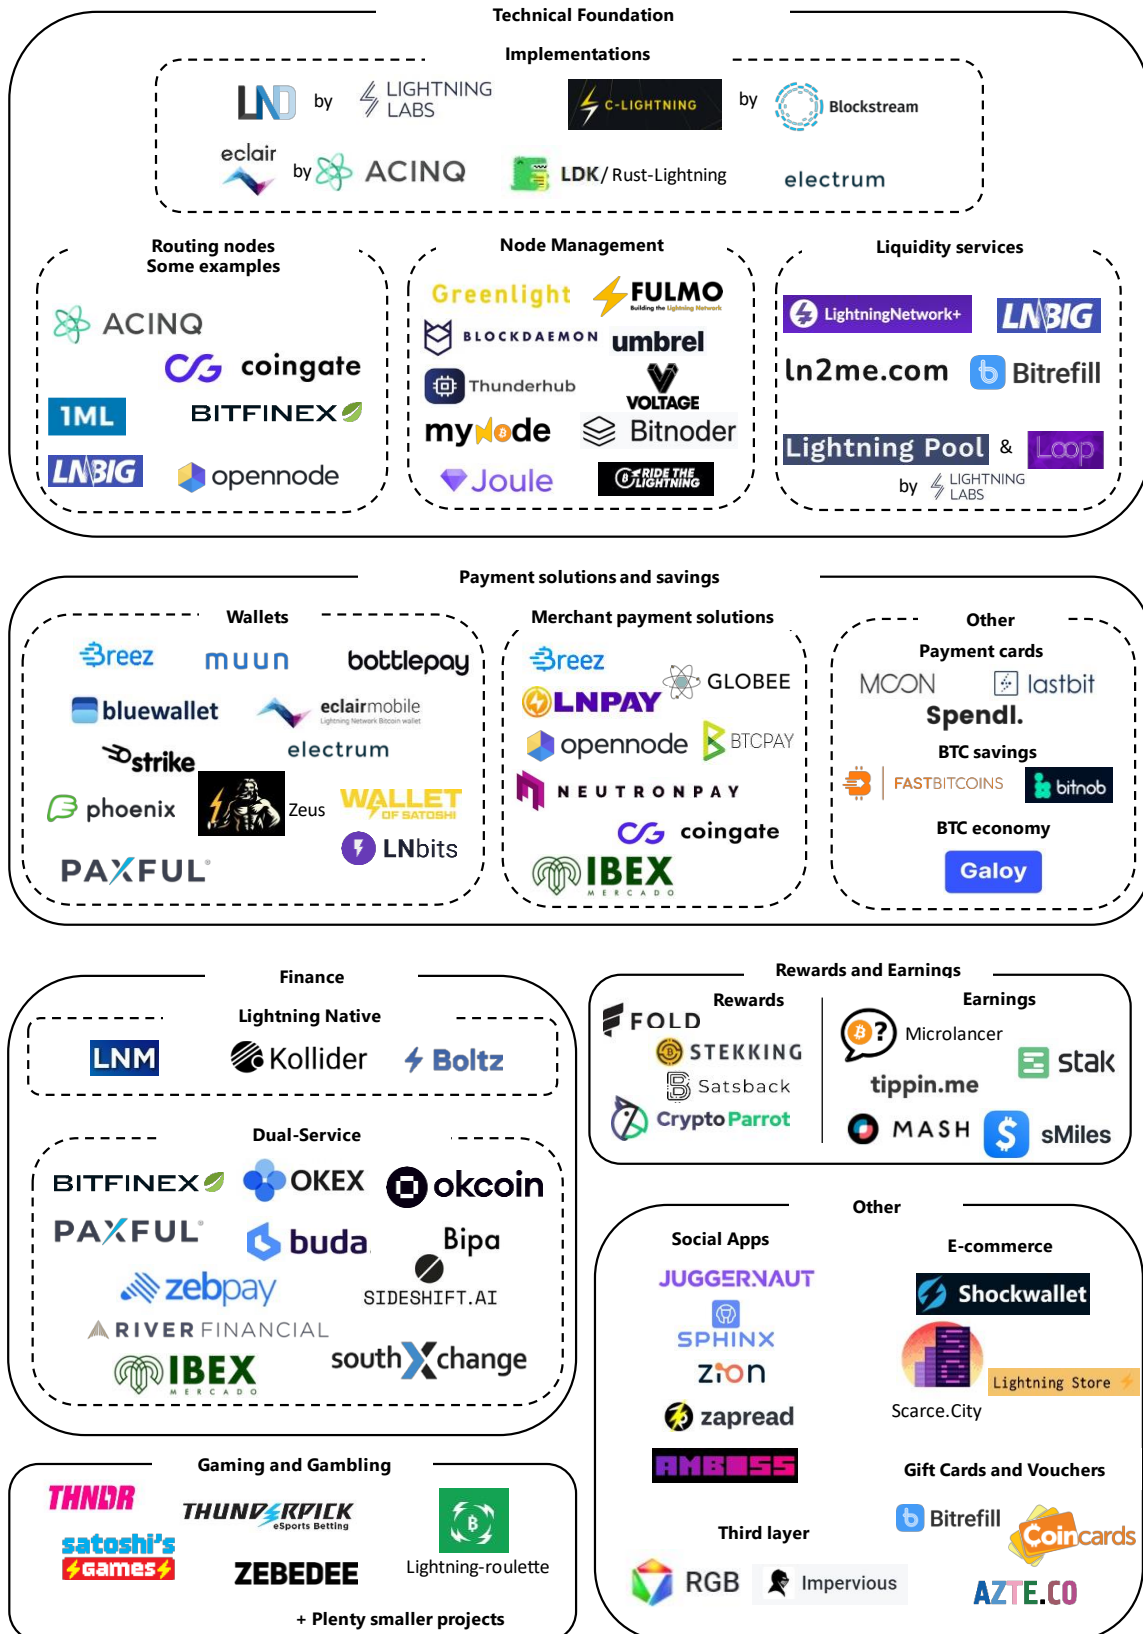 Technical Foundation
Implementations
LND by LIGHTNING LABS
C-LIGHTNING by Blockstream
eclair by ACINQ
LDK/ Rust-Lightning
electrum
Routing nodes
Some examples
ACINQ
coingate
1ML
BITFINEX
LNBIG
opennode
Node Management
Greenlight
FULMO
Building the Lightning Network
BLOCKDAEMON
umbrel
Thunderhub
VOLTAGE
myNode
Bitnoder
Joule
RIDE THE LIGHTNING
Liquidity services
LightningNetwork+
LNBIG
ln2me.com
Bitrefill
Lightning Pool & Loop
by LIGHTNING LABS
Payment solutions and savings
Wallets
Breez
muun
bottlepay
bluewallet
eclairmobile
Lightning Network Bitcoin wallet
strike
electrum
phoenix
Zeus
WALLET OF SATOSHI
LNbits
PAXFUL
Merchant payment solutions
Breez
GLOBEE
LNPAY
opennode
BTCPAY
NEUTRONPAY
coingate
IBEX
MERCADO
Other
Payment cards
MOON
lastbit
Spendl.
BTC savings
FASTBITCOINS
bitnob
BTC economy
Galoy
Finance
Lightning Native
LNM
Kollider
Boltz
Dual-Service
BITFINEX
OKEX
okcoin
PAXFUL
buda
Bipa
zebpay
SIDESHIFT.AI
RIVER FINANCIAL
IBEX
MERCADO
southXchange
Rewards and Earnings
Rewards
FOLD
STEKKING
Satsback
CryptoParrot
Earnings
Microlancer
stak
tippin.me
MASH
sMiles
Gaming and Gambling
THNDR
THUNDERPICK
eSports Betting
satoshi's
games
ZEBEDEE
Lightning-roulette
+ Plenty smaller projects
Other
Social Apps
JUGGERNAUT
SPHINX
zion
zapread
AMBOSS
E-commerce
Shockwallet
Lightning Store
Scarce.City
Gift Cards and Vouchers
Bitrefill
Coincards
AZTE.CO
Third layer
RGB
Impervious